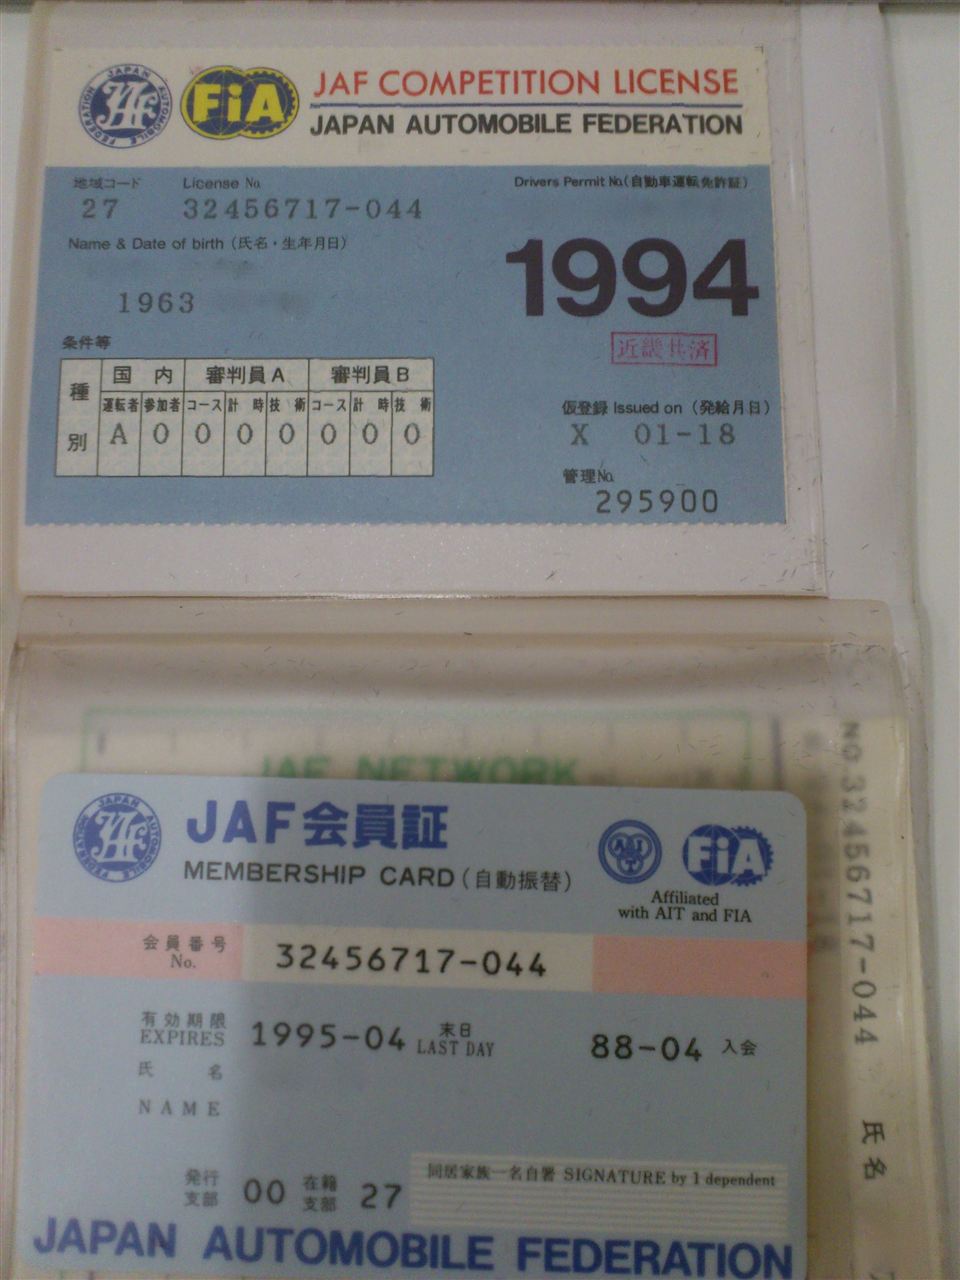 JAPAN AUTOMOBILE FEDERATION JAF
FiA
JAF COMPETITION LICENSE
JAPAN AUTOMOBILE FEDERATION
地域コード License No. Drivers Permit No.(自動車運転免許証)
27 32456717-044
Name & Date of birth (氏名・生年月日)
1994
1963
近畿共済
条件等
種別 国内 審判員A 審判員B
運転者 参加者 コース 計時 技術 コース 計時 技術
A 0 0 0 0 0 0 0
仮登録 Issued on (発給月日)
X 01-18
管理No.
295900
JAF NETWORK
NO.32456717-044 氏名
JAPAN AUTOMOBILE FEDERATION JAF
JAF会員証
MEMBERSHIP CARD (自動振替)
AIT
FiA
Affiliated
with AIT and FIA
会員番号
No.
32456717-044
有効期限
EXPIRES
1995-04 末日
LAST DAY
88-04 入会
氏名
NAME
発行
支部
00 在籍
支部
27
同居家族一名自署 SIGNATURE by 1 dependent
JAPAN AUTOMOBILE FEDERATION